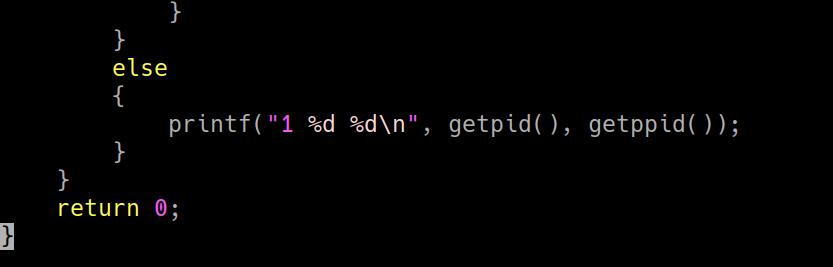 }
        }
        else
        {
            printf("1 %d %d\n", getpid(), getppid());
        }
    }
    return 0;
}